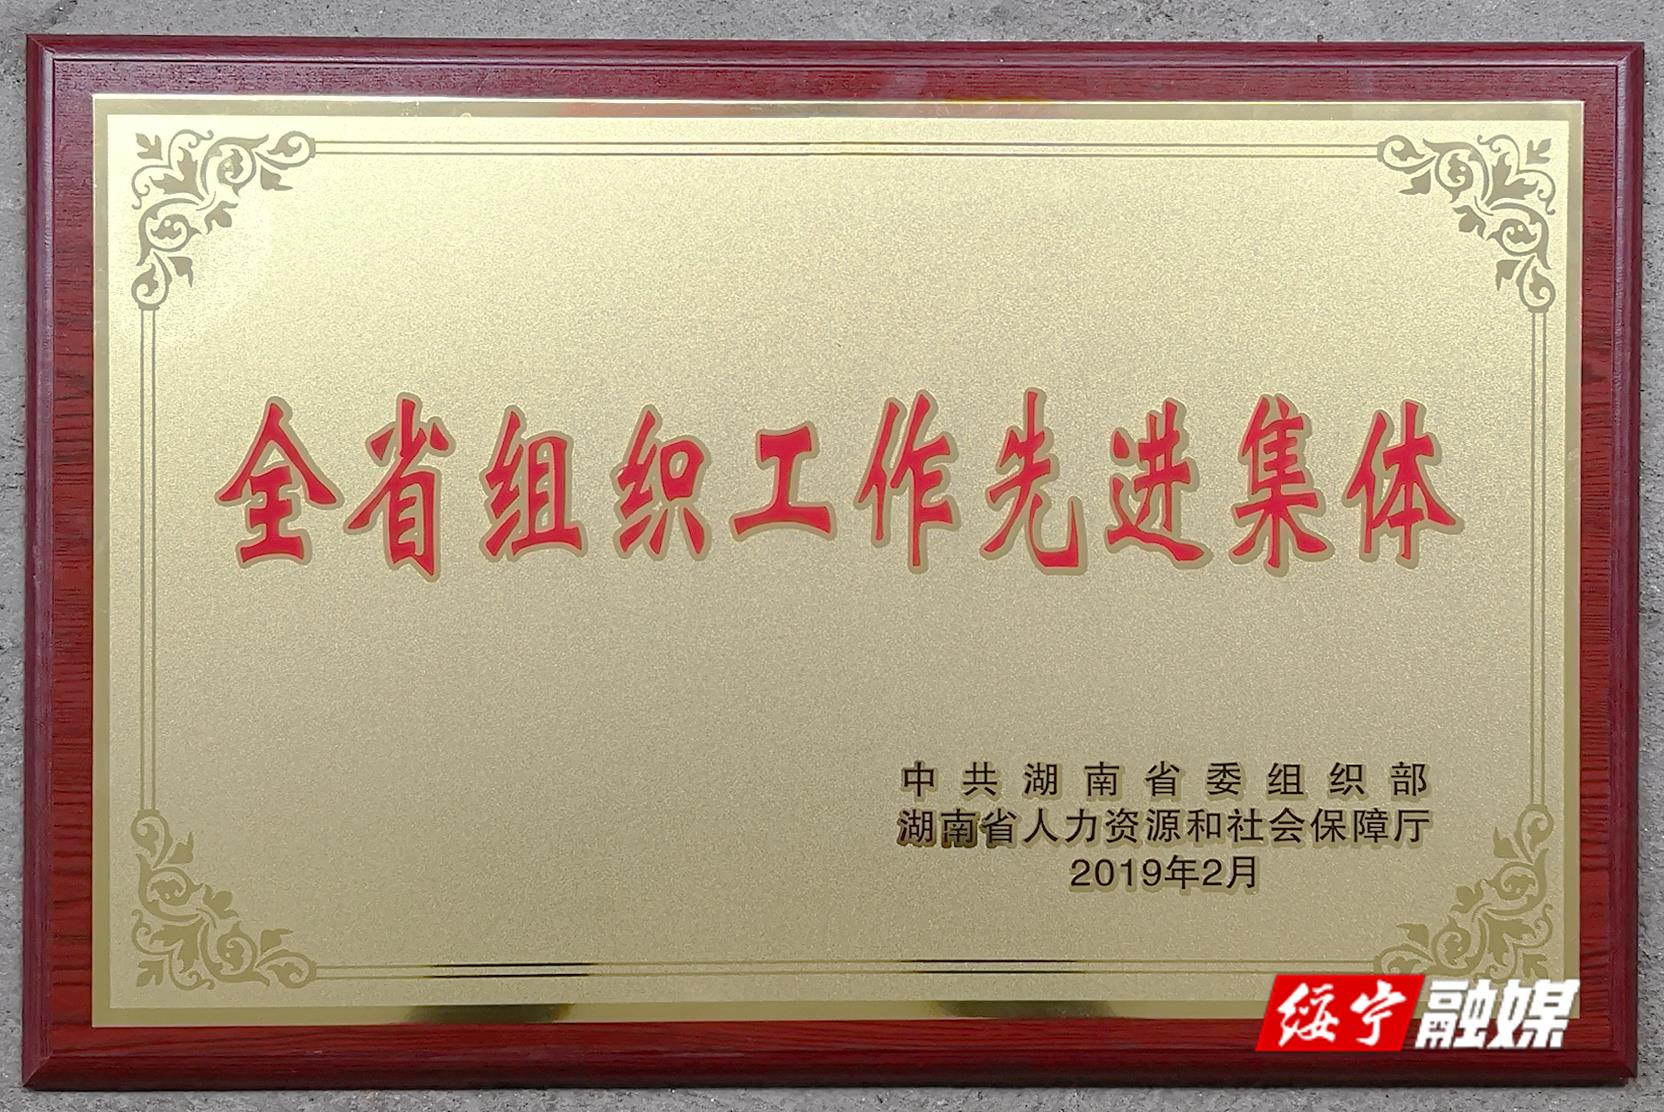 全省组织工作先进集体
中共湖南省委组织部
湖南省人力资源和社会保障厅
2019年2月
绥宁融媒